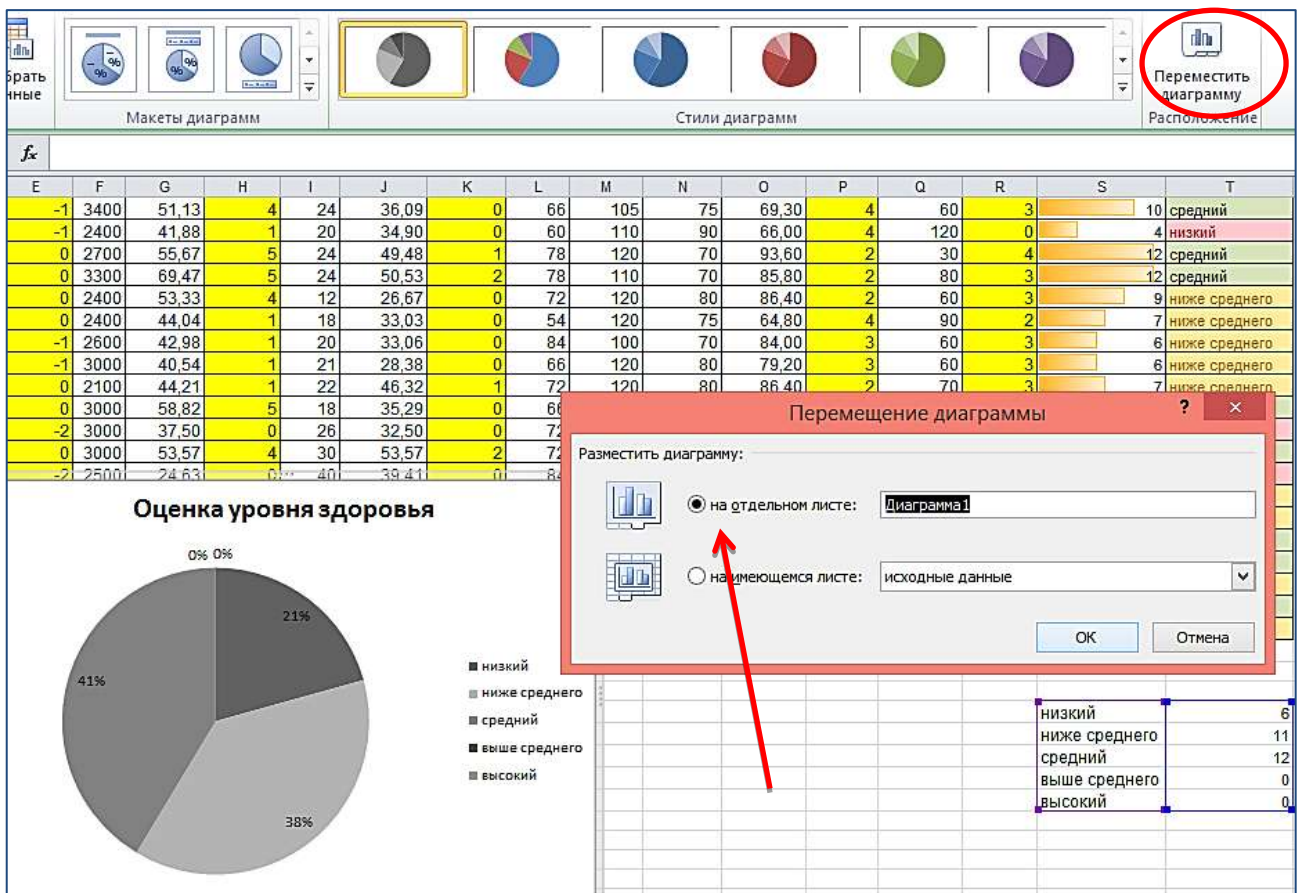 брать
нные
Макеты диаграмм
Стили диаграмм
Переместить
диаграмму
Расположение
fx
E F G H I J K L M N O P Q R S T
-1 3400 51,13 4 24 36,09 0 66 105 75 69,30 4 60 3 10 средний
-1 2400 41,88 1 20 34,90 0 60 110 90 66,00 4 120 0 4 низкий
0 2700 55,67 5 24 49,48 1 78 120 70 93,60 2 30 4 12 средний
0 3300 69,47 5 24 50,53 2 78 110 70 85,80 2 80 3 12 средний
0 2400 53,33 4 12 26,67 0 72 120 80 86,40 2 60 3 9 ниже среднего
0 2400 44,04 1 18 33,03 0 54 120 75 64,80 4 90 2 7 ниже среднего
-1 2600 42,98 1 20 33,06 0 84 100 70 84,00 3 60 3 6 ниже среднего
-1 3000 40,54 1 21 28,38 0 66 120 80 79,20 3 60 3 6 ниже среднего
0 2100 44,21 1 22 46,32 1 72 120 80 86,40 2 70 3 7 ниже среднего
0 3000 58,82 5 18 35,29 0 66
-2 3000 37,50 0 26 32,50 0 72
0 3000 53,57 4 30 53,57 2 72
-2 2500 24,63 0 40 39,41 0 84
Перемещение диаграммы ? ×
Разместить диаграмму:
на отдельном листе: Диаграмма1
на имеющемся листе: исходные данные
ОК Отмена
Оценка уровня здоровья
0% 0%
21%
41%
38%
низкий
ниже среднего
средний
выше среднего
высокий
низкий 6
ниже среднего 11
средний 12
выше среднего 0
высокий 0